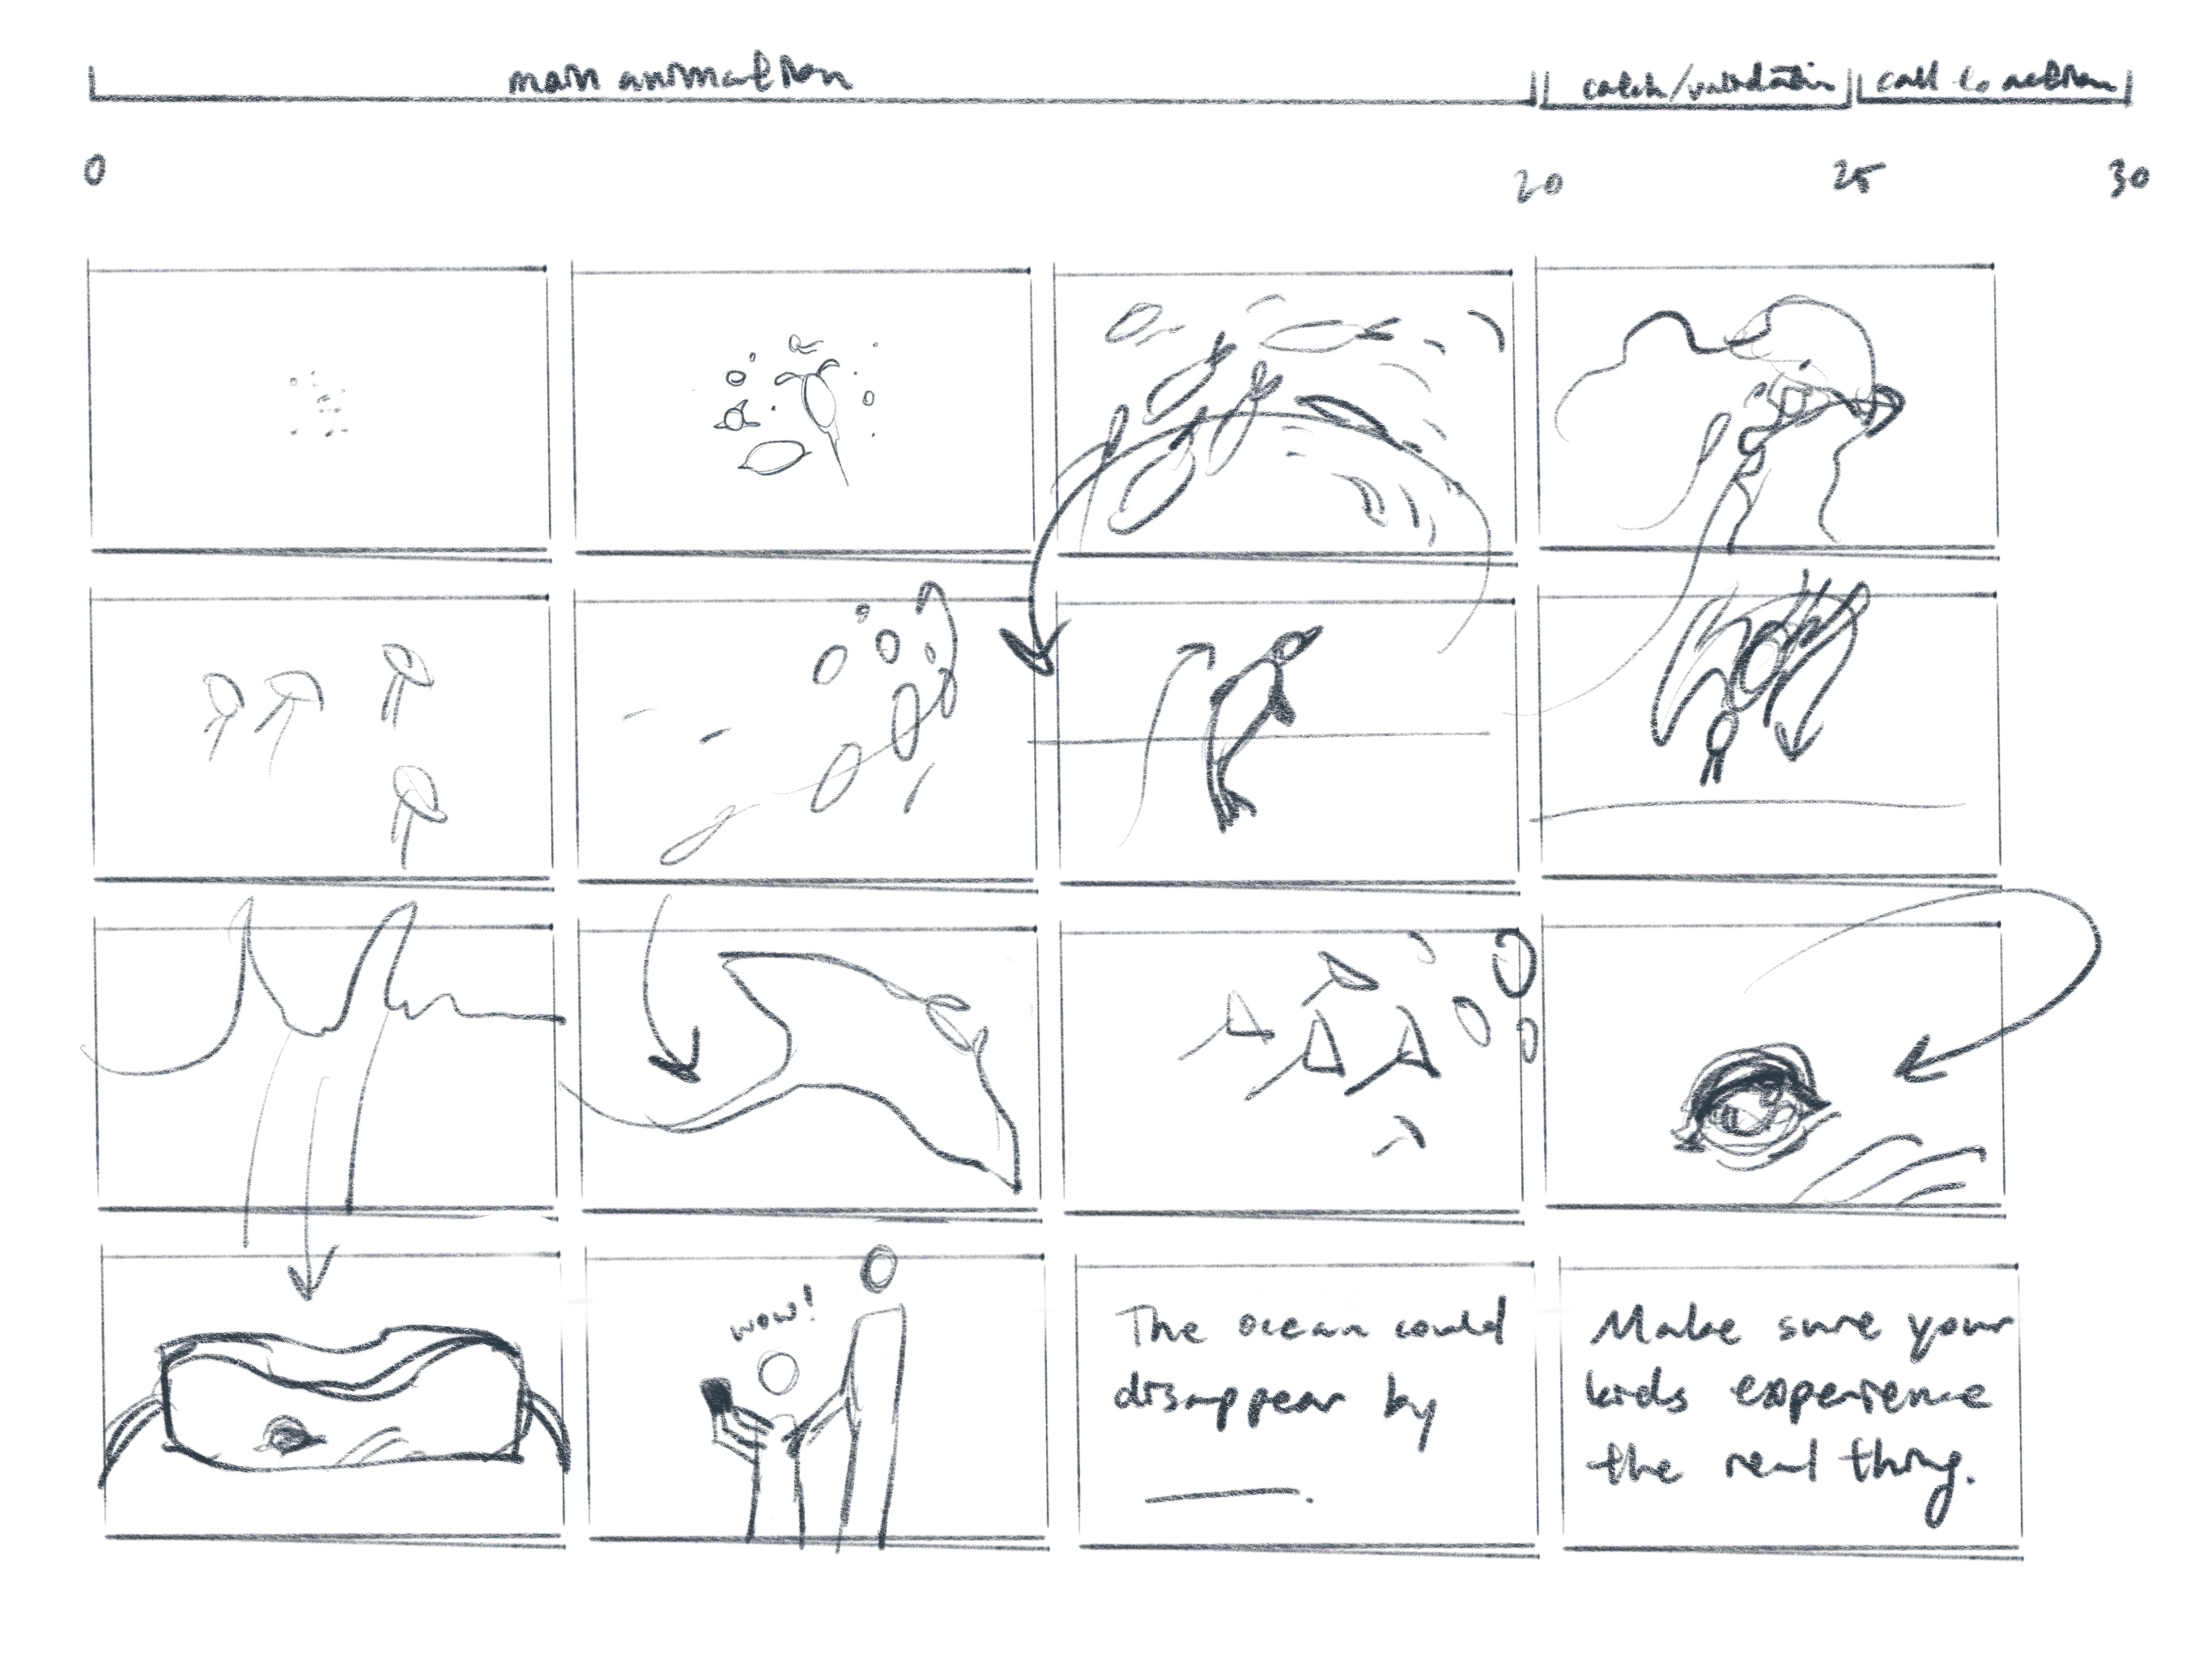 main animation
catch/validation
call to action
0
20
25
30
wow!
The ocean could
disappear by
____.
Make sure your
kids experience
the real thing.